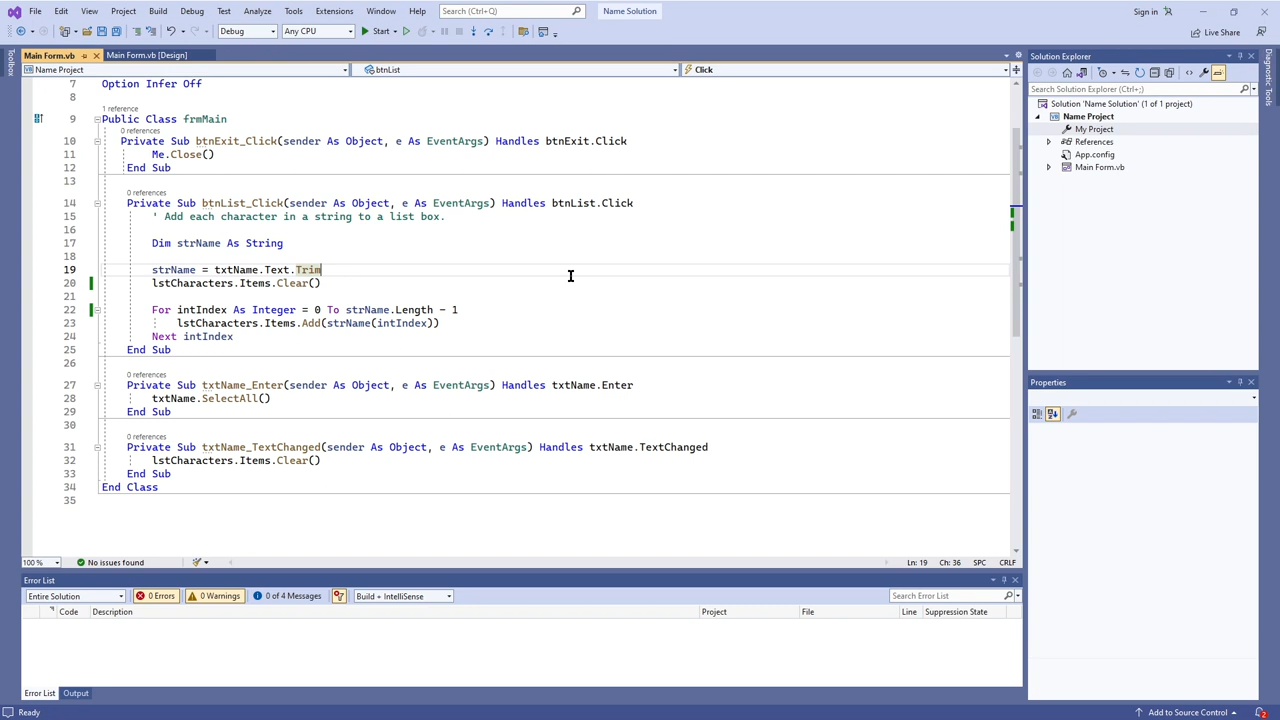 File Edit View Project Build Debug Test Analyze Tools Extensions Window Help Search (Ctrl+Q) Name Solution Sign in
Debug Any CPU Start Live Share
Toolbox
Main Form.vb Main Form.vb [Design]
Name Project btnList Click
7 Option Infer Off
8
1 reference
9 Public Class frmMain
0 references
10 Private Sub btnExit_Click(sender As Object, e As EventArgs) Handles btnExit.Click
11 Me.Close()
12 End Sub
13
0 references
14 Private Sub btnList_Click(sender As Object, e As EventArgs) Handles btnList.Click
15 ' Add each character in a string to a list box.
16
17 Dim strName As String
18
19 strName = txtName.Text.Trim
20 lstCharacters.Items.Clear()
21
22 For intIndex As Integer = 0 To strName.Length - 1
23 lstCharacters.Items.Add(strName(intIndex))
24 Next intIndex
25 End Sub
26
0 references
27 Private Sub txtName_Enter(sender As Object, e As EventArgs) Handles txtName.Enter
28 txtName.SelectAll()
29 End Sub
30
0 references
31 Private Sub txtName_TextChanged(sender As Object, e As EventArgs) Handles txtName.TextChanged
32 lstCharacters.Items.Clear()
33 End Sub
34 End Class
35
100 % No issues found Ln: 19 Ch: 36 SPC CRLF
Error List
Entire Solution 0 Errors 0 Warnings 0 of 4 Messages Build + IntelliSense Search Error List
Code Description Project File Line Suppression State
Error List Output
Solution Explorer
Search Solution Explorer (Ctrl+;)
Solution 'Name Solution' (1 of 1 project)
Name Project
My Project
References
App.config
Main Form.vb
Properties
Diagnostic Tools
Ready Add to Source Control 2